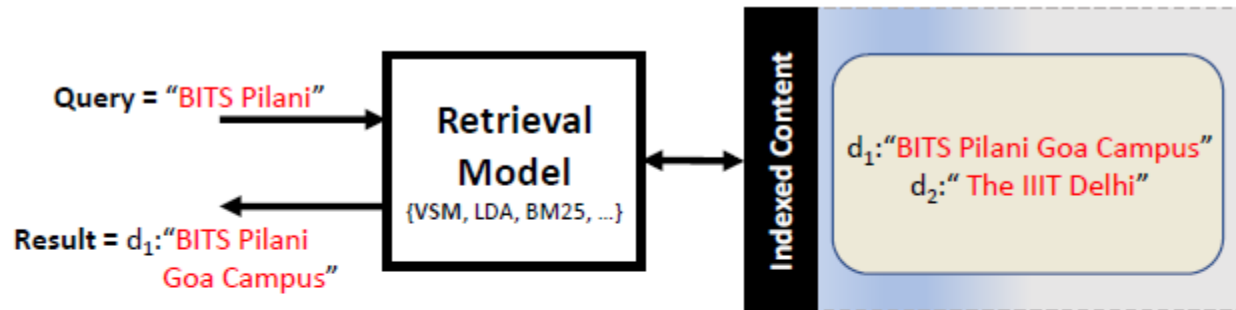 Query = “BITS Pilani”
Result = d₁:“BITS Pilani
Goa Campus”
Retrieval
Model
{VSM, LDA, BM25, ...}
Indexed Content
d₁:“BITS Pilani Goa Campus”
d₂:“ The IIIT Delhi”